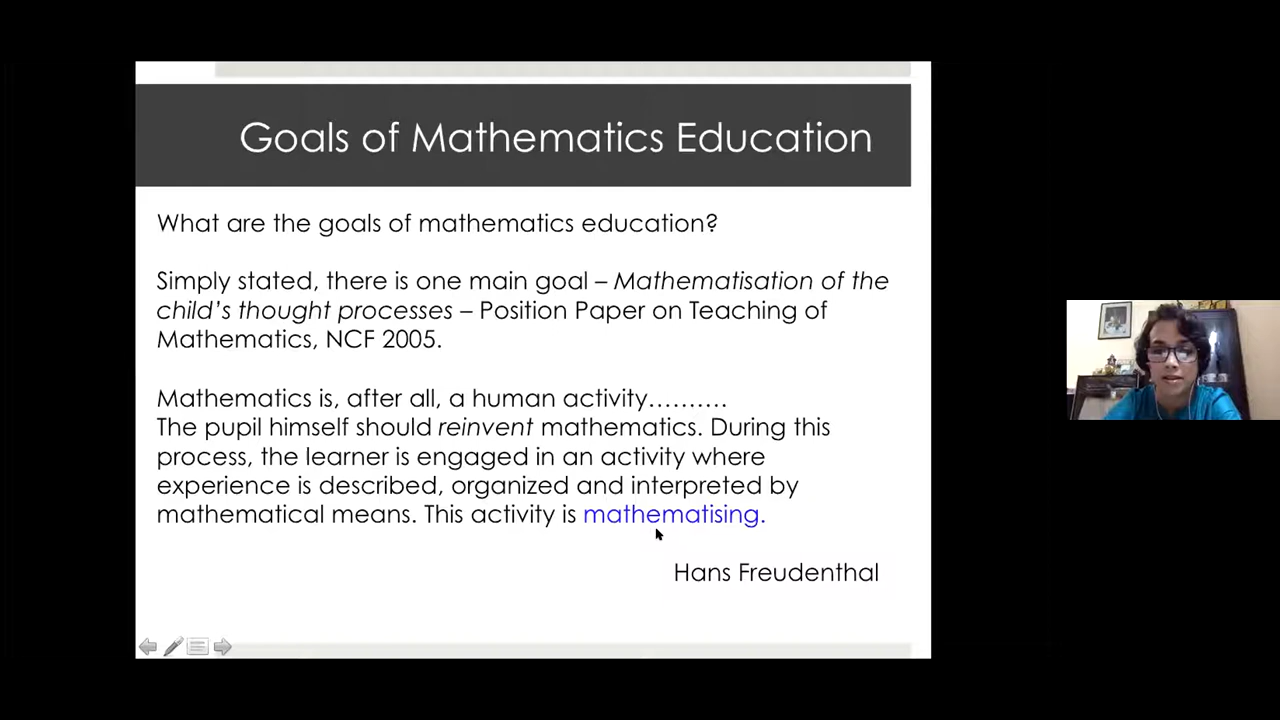 Goals of Mathematics Education
What are the goals of mathematics education?
Simply stated, there is one main goal – Mathematisation of the
child's thought processes – Position Paper on Teaching of
Mathematics, NCF 2005.
Mathematics is, after all, a human activity……….
The pupil himself should reinvent mathematics. During this
process, the learner is engaged in an activity where
experience is described, organized and interpreted by
mathematical means. This activity is mathematising.
Hans Freudenthal